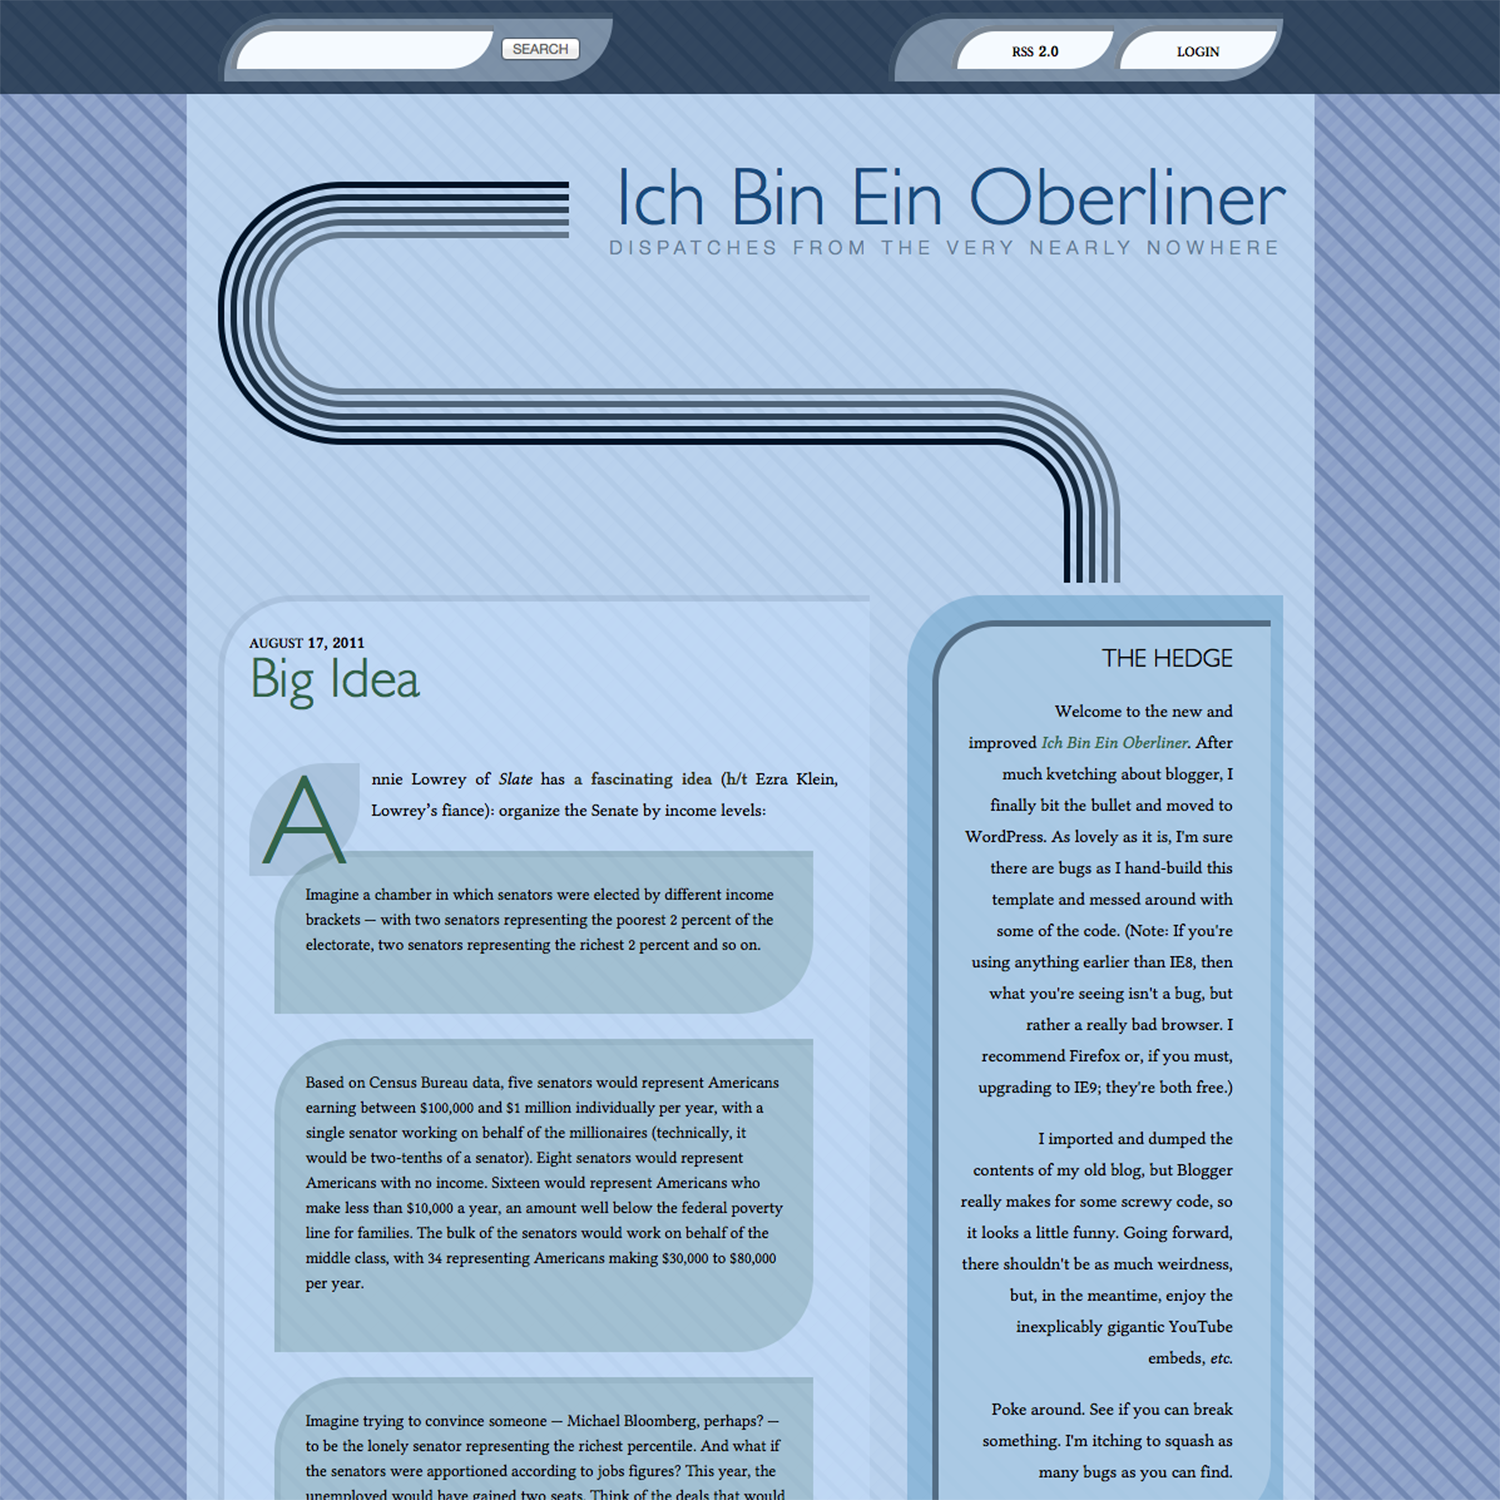 SEARCH
RSS 2.0
LOGIN
Ich Bin Ein Oberliner
DISPATCHES FROM THE VERY NEARLY NOWHERE
AUGUST 17, 2011
Big Idea
Annie Lowrey of Slate has a fascinating idea (h/t Ezra Klein,
Lowrey’s fiance): organize the Senate by income levels:
Imagine a chamber in which senators were elected by different income
brackets — with two senators representing the poorest 2 percent of the
electorate, two senators representing the richest 2 percent and so on.
Based on Census Bureau data, five senators would represent Americans
earning between $100,000 and $1 million individually per year, with a
single senator working on behalf of the millionaires (technically, it
would be two-tenths of a senator). Eight senators would represent
Americans with no income. Sixteen would represent Americans who
make less than $10,000 a year, an amount well below the federal poverty
line for families. The bulk of the senators would work on behalf of the
middle class, with 34 representing Americans making $30,000 to $80,000
per year.
Imagine trying to convince someone — Michael Bloomberg, perhaps? —
to be the lonely senator representing the richest percentile. And what if
the senators were apportioned according to jobs figures? This year, the
unemployed would have gained two seats. Think of the deals that would
THE HEDGE
Welcome to the new and
improved Ich Bin Ein Oberliner. After
much kvetching about blogger, I
finally bit the bullet and moved to
WordPress. As lovely as it is, I'm sure
there are bugs as I hand-build this
template and messed around with
some of the code. (Note: If you're
using anything earlier than IE8, then
what you're seeing isn't a bug, but
rather a really bad browser. I
recommend Firefox or, if you must,
upgrading to IE9; they're both free.)
I imported and dumped the
contents of my old blog, but Blogger
really makes for some screwy code, so
it looks a little funny. Going forward,
there shouldn't be as much weirdness,
but, in the meantime, enjoy the
inexplicably gigantic YouTube
embeds, etc.
Poke around. See if you can break
something. I'm itching to squash as
many bugs as you can find.